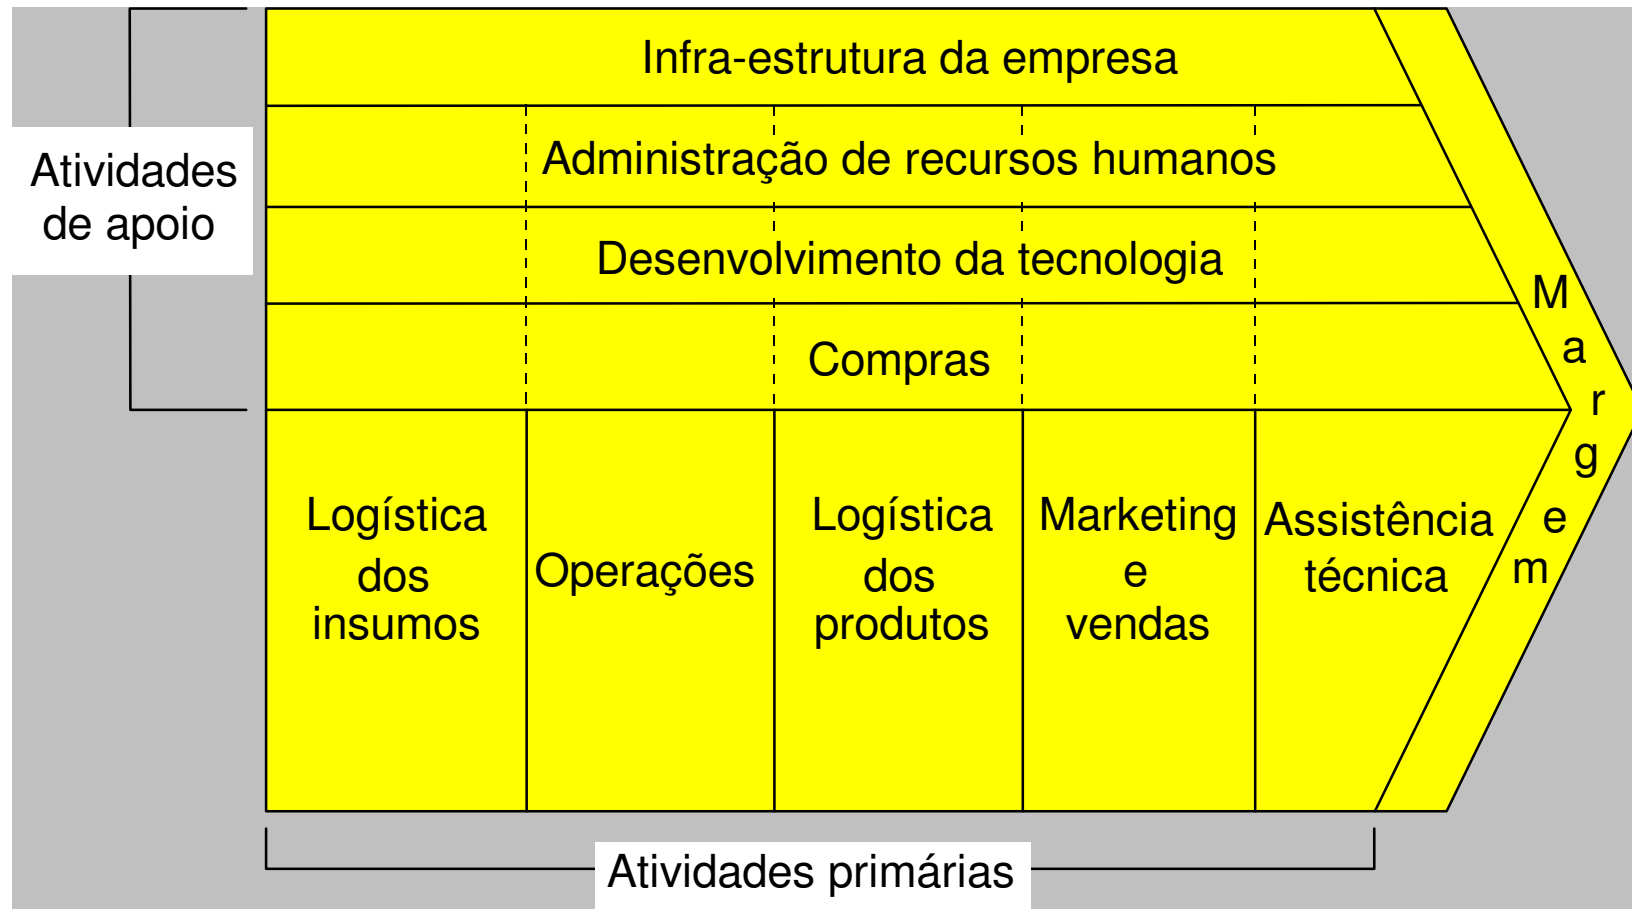 Infra-estrutura da empresa
Administração de recursos humanos
Desenvolvimento da tecnologia
Compras
Atividades
de apoio
Logística
dos
insumos
Operações
Logística
dos
produtos
Marketing
e
vendas
Assistência
técnica
Margem
Atividades primárias